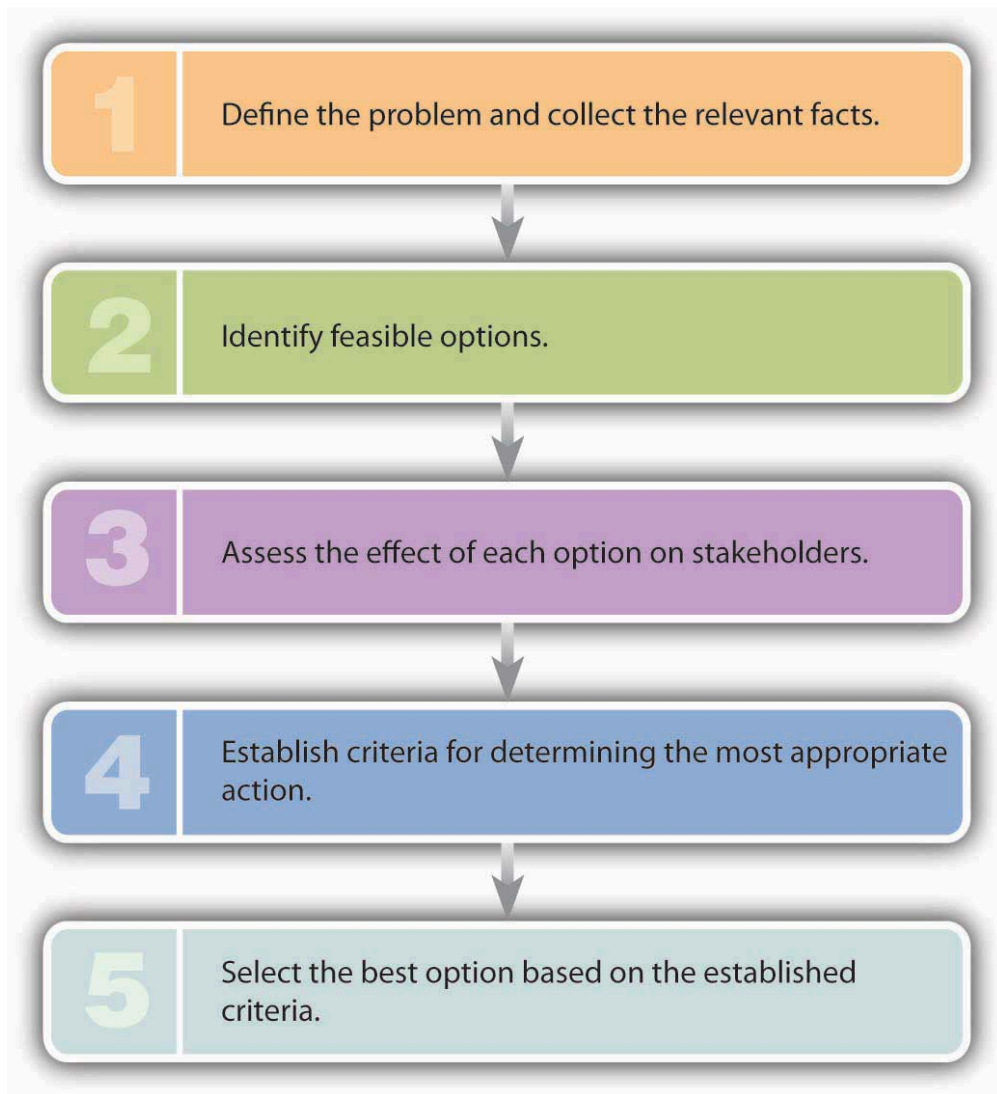 1
Define the problem and collect the relevant facts.
2
Identify feasible options.
3
Assess the effect of each option on stakeholders.
4
Establish criteria for determining the most appropriate
action.
5
Select the best option based on the established
criteria.